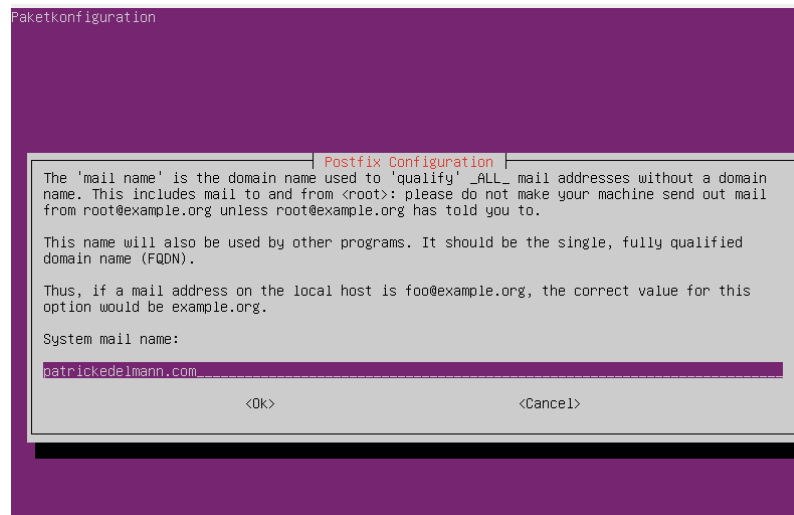 Paketkonfiguration
Postfix Configuration
The 'mail name' is the domain name used to 'qualify' _ALL_ mail addresses without a domain
name. This includes mail to and from <root>: please do not make your machine send out mail
from root@example.org unless root@example.org has told you to.
This name will also be used by other programs. It should be the single, fully qualified
domain name (FQDN).
Thus, if a mail address on the local host is foo@example.org, the correct value for this
option would be example.org.
System mail name:
patrickedelmann.com
<Ok> <Cancel>